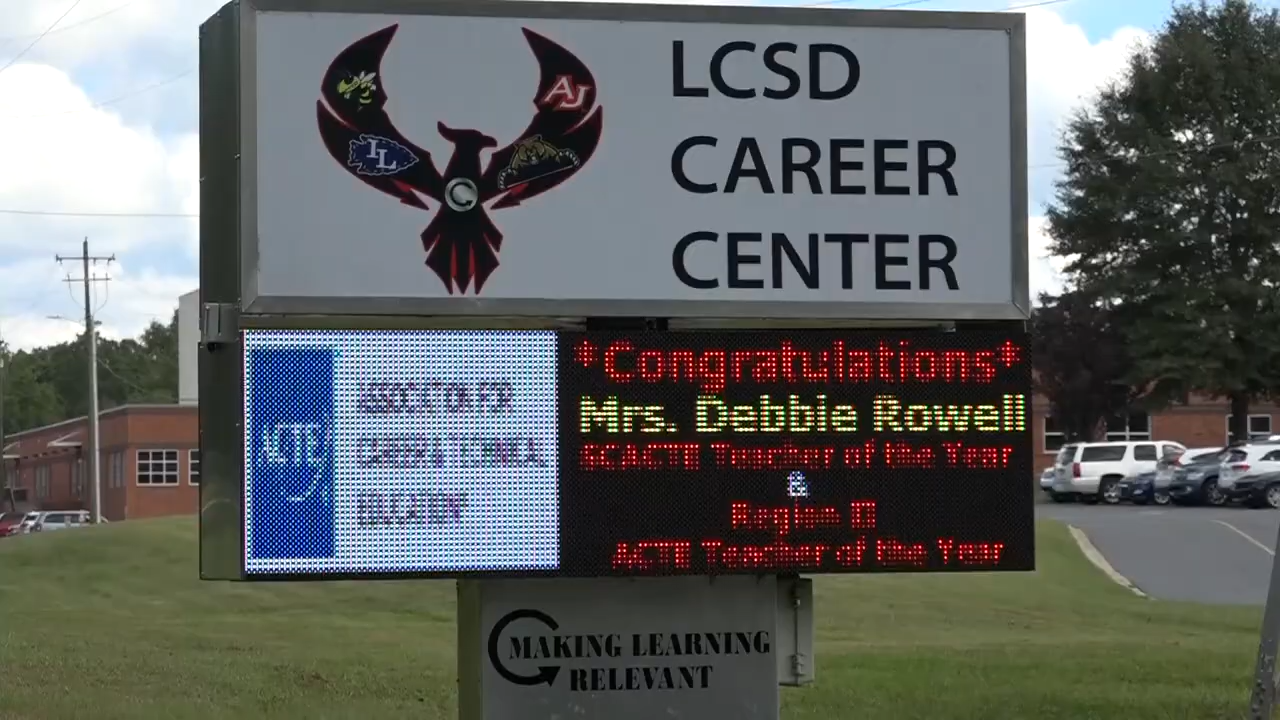 LCSD
CAREER
CENTER
AJ
IL
ACTE
ASSOCIATION FOR
CAREER & TECHNICAL
EDUCATION
*Congratulations*
Mrs. Debbie Rowell
SCACTE Teacher of the Year
&
Region II
ACTE Teacher of the Year
MAKING LEARNING
RELEVANT